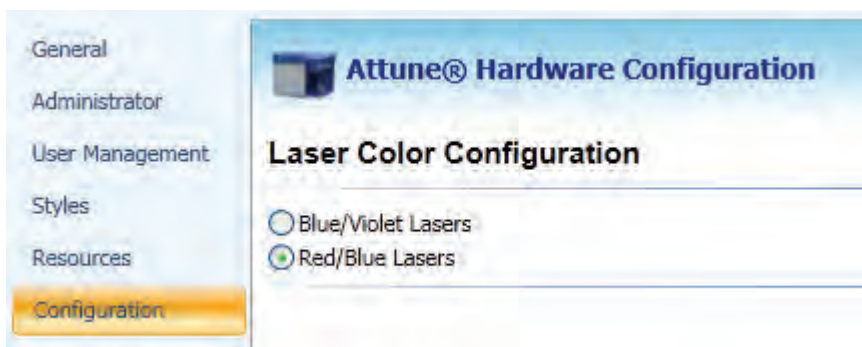 General
Administrator
User Management
Styles
Resources
Configuration
Attune® Hardware Configuration
Laser Color Configuration
Blue/Violet Lasers
Red/Blue Lasers